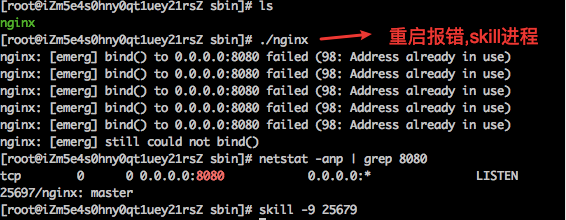 [root@iZm5e4s0hny0qt1uey21rsZ sbin]# ls
nginx
[root@iZm5e4s0hny0qt1uey21rsZ sbin]# ./nginx 重启报错,skill进程
nginx: [emerg] bind() to 0.0.0.0:8080 failed (98: Address already in use)
nginx: [emerg] bind() to 0.0.0.0:8080 failed (98: Address already in use)
nginx: [emerg] bind() to 0.0.0.0:8080 failed (98: Address already in use)
nginx: [emerg] bind() to 0.0.0.0:8080 failed (98: Address already in use)
nginx: [emerg] bind() to 0.0.0.0:8080 failed (98: Address already in use)
nginx: [emerg] still could not bind()
[root@iZm5e4s0hny0qt1uey21rsZ sbin]# netstat -anp | grep 8080
tcp 0 0 0.0.0.0:8080 0.0.0.0:* LISTEN
25697/nginx: master
[root@iZm5e4s0hny0qt1uey21rsZ sbin]# skill -9 25679